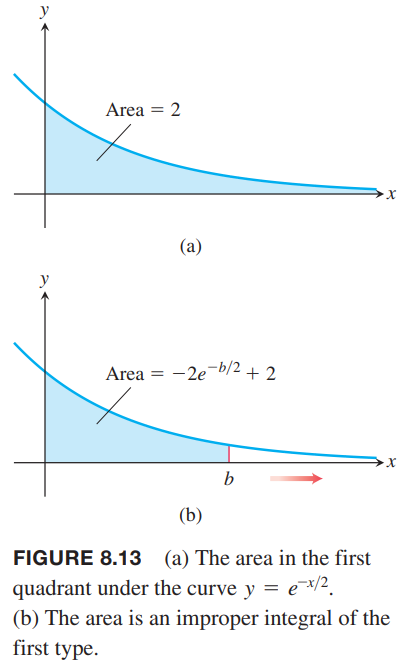 y
Area = 2
x
(a)
y
Area = −2e^{−b/2} + 2
x
b
(b)
FIGURE 8.13 (a) The area in the first
quadrant under the curve y = e^{−x/2}.
(b) The area is an improper integral of the
first type.